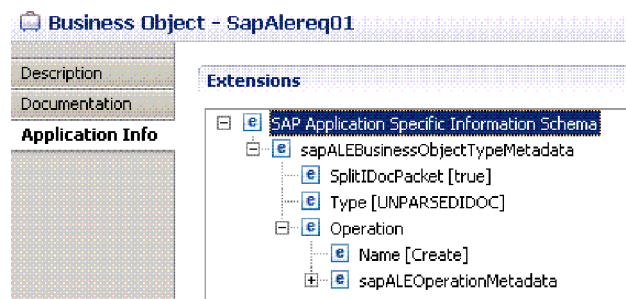 Business Object - SapAlereq01
Description
Documentation
Application Info
Extensions
SAP Application Specific Information Schema
sapALEBusinessObjectTypeMetadata
SplitIDocPacket [true]
Type [UNPARSEDIDOC]
Operation
Name [Create]
sapALEOperationMetadata